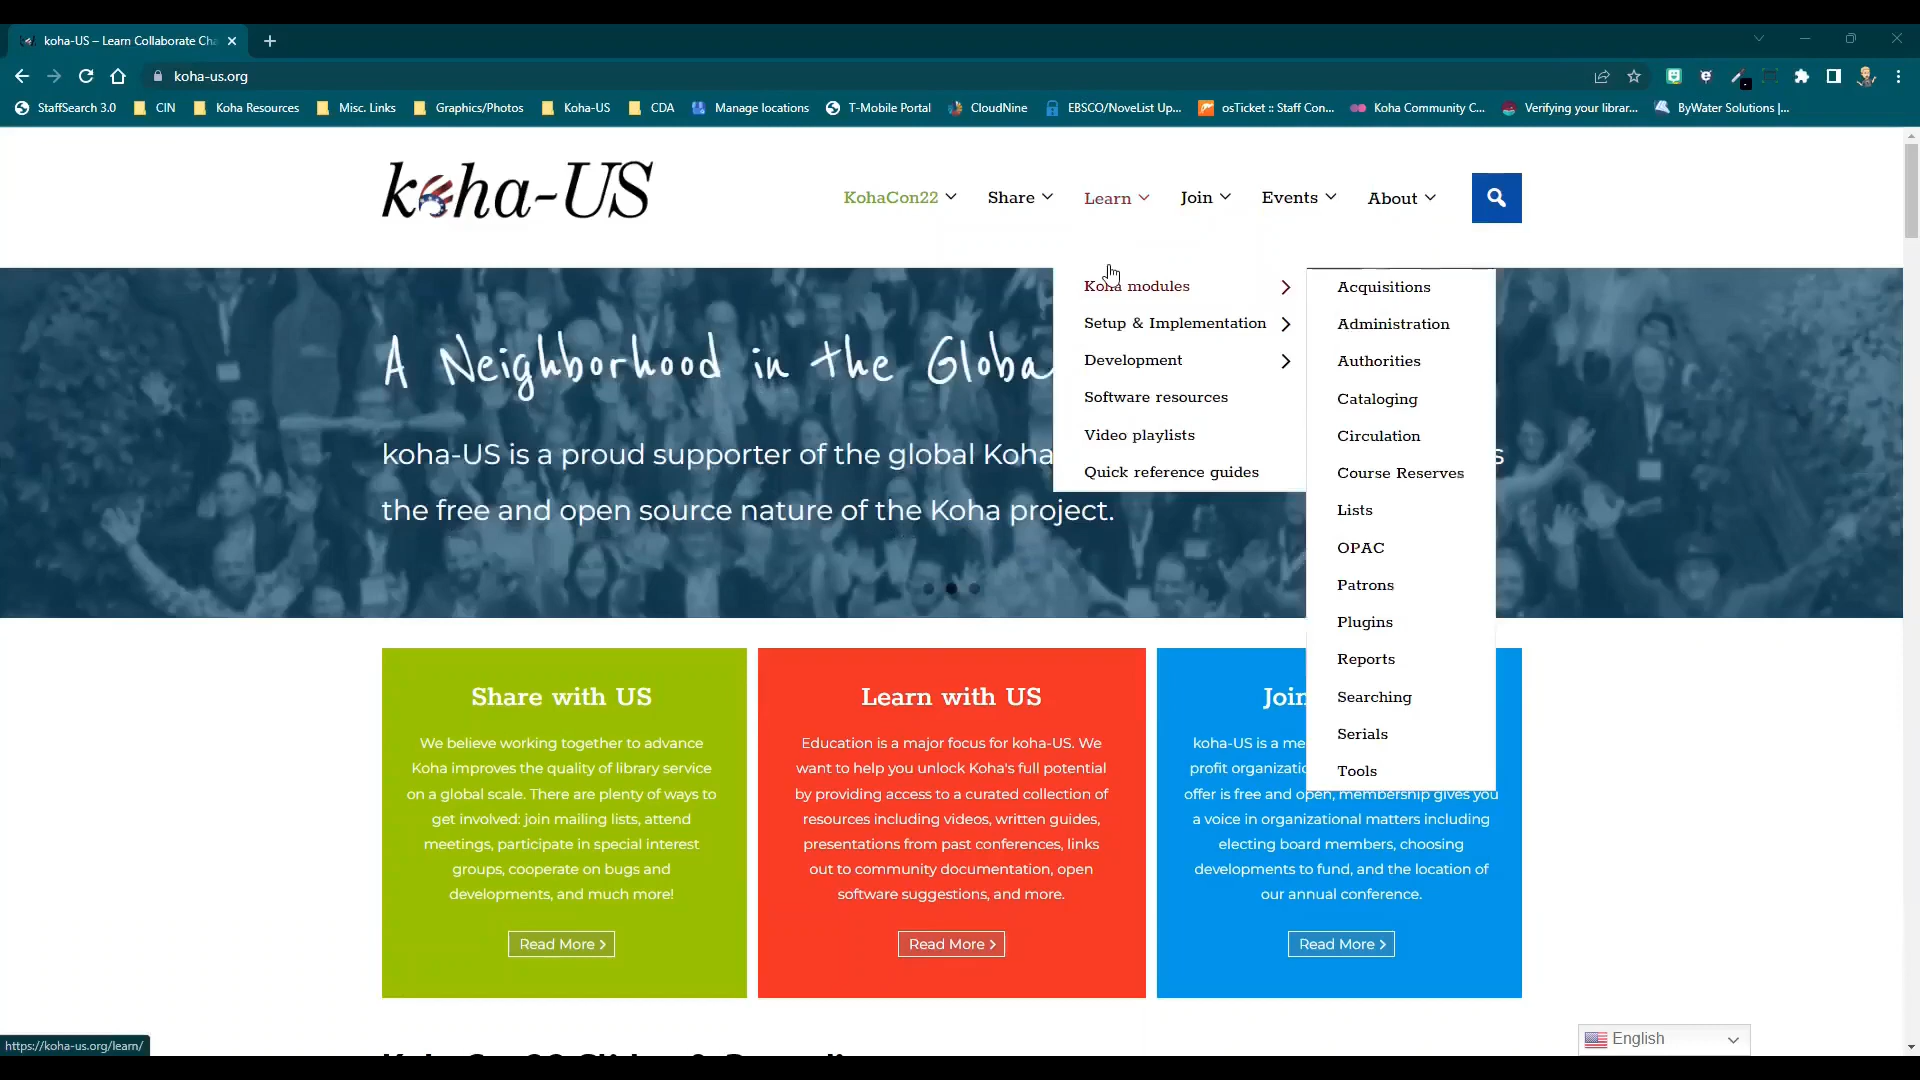 koha-US – Learn Collaborate Cha
koha-us.org
StaffSearch 3.0
CIN
Koha Resources
Misc. Links
Graphics/Photos
Koha-US
CDA
Manage locations
T-Mobile Portal
CloudNine
EBSCO/NoveList Up...
osTicket :: Staff Con...
Koha Community C...
Verifying your librar...
ByWater Solutions |...
koha-US
KohaCon22
Share
Learn
Join
Events
About
Koha modules
Setup & Implementation
Development
Software resources
Video playlists
Quick reference guides
Acquisitions
Administration
Authorities
Cataloging
Circulation
Course Reserves
Lists
OPAC
Patrons
Plugins
Reports
Searching
Serials
Tools
A Neighborhood in the Globa
koha-US is a proud supporter of the global Koha
the free and open source nature of the Koha project.
Share with US
We believe working together to advance
Koha improves the quality of library service
on a global scale. There are plenty of ways to
get involved: join mailing lists, attend
meetings, participate in special interest
groups, cooperate on bugs and
developments, and much more!
Read More
Learn with US
Education is a major focus for koha-US. We
want to help you unlock Koha's full potential
by providing access to a curated collection of
resources including videos, written guides,
presentations from past conferences, links
out to community documentation, open
software suggestions, and more.
Read More
Join
koha-US is a me
profit organizatio
offer is free and open, membership gives you
a voice in organizational matters including
electing board members, choosing
developments to fund, and the location of
our annual conference.
Read More
https://koha-us.org/learn/
English